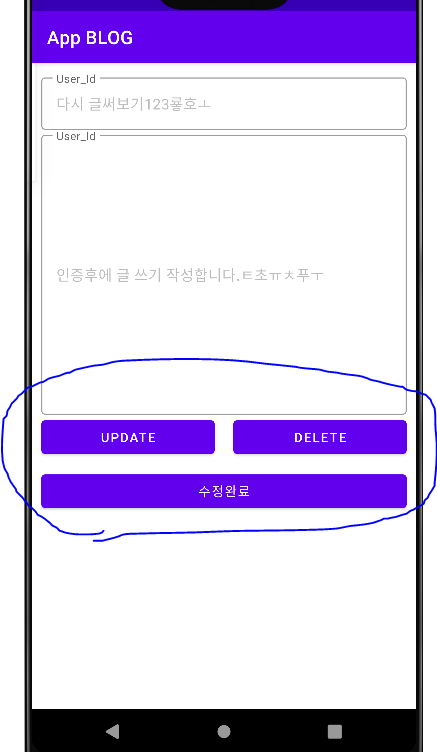 App BLOG
User_Id
다시 글써보기123룧호ㅗ
User_Id
인증후에 글 쓰기 작성합니다.ㅌ초ㅠㅊ푸ㅜ
UPDATE DELETE
수정완료